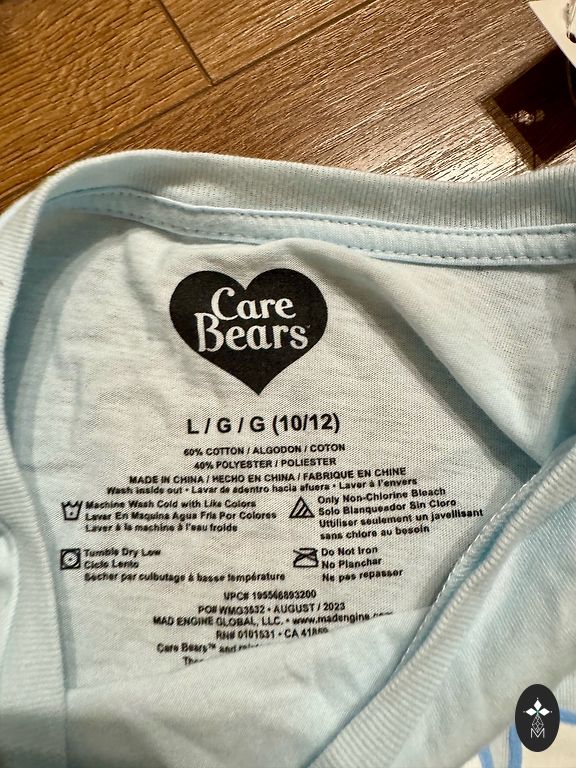 Care
Bears
L / G / G (10/12)
60% COTTON / ALGODON / COTON
40% POLYESTER / POLIESTER
MADE IN CHINA / HECHO EN CHINA / FABRIQUE EN CHINE
Wash inside out • Lavar de adentro hacia afuera • Laver à l'envers
Machine Wash Cold with Like Colors
Lavar En Maquina Agua Fria Por Colores
Laver à la machine à l'eau froide
Only Non-Chlorine Bleach
Solo Blanqueador Sin Cloro
Utiliser seulement un javellisant
sans chlore au besoin
Tumble Dry Low
Ciclo Lento
Sécher par culbutage à basse température
Do Not Iron
No Planchar
Ne pas repasser
UPC# 195566893200
PO# WMG3632 • AUGUST / 2023
MAD ENGINE GLOBAL, LLC. • www.madengine.com
RN# 0101531 • CA
Care Bears™ and